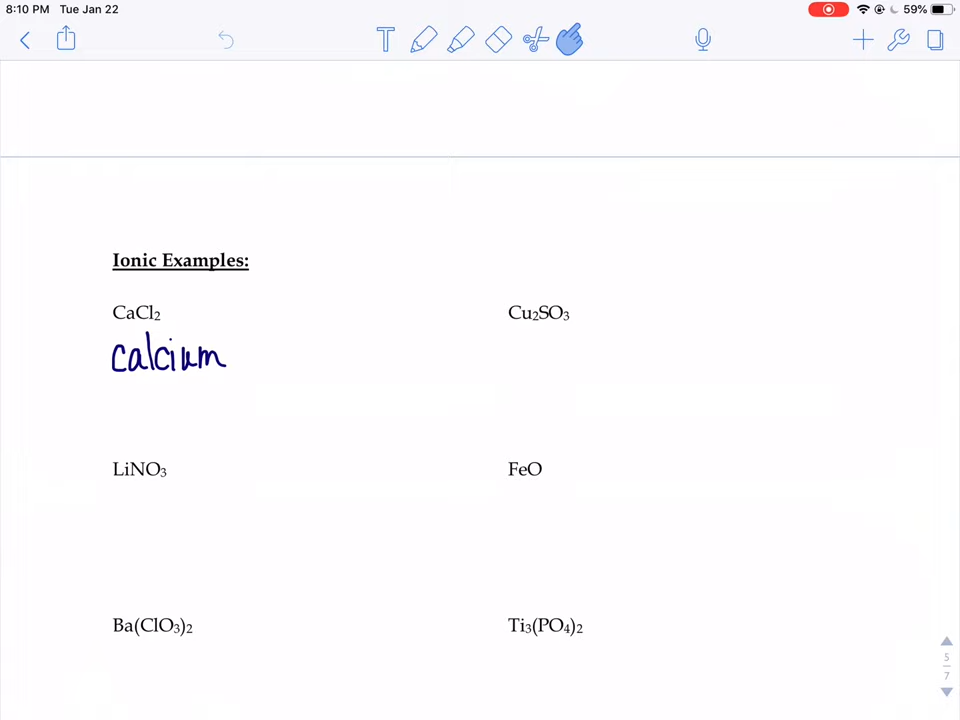 8:10 PM Tue Jan 22 59%
T
Ionic Examples:
CaCl₂ Cu₂SO₃
calcium
LiNO₃ FeO
Ba(ClO₃)₂ Ti₃(PO₄)₂
5
7